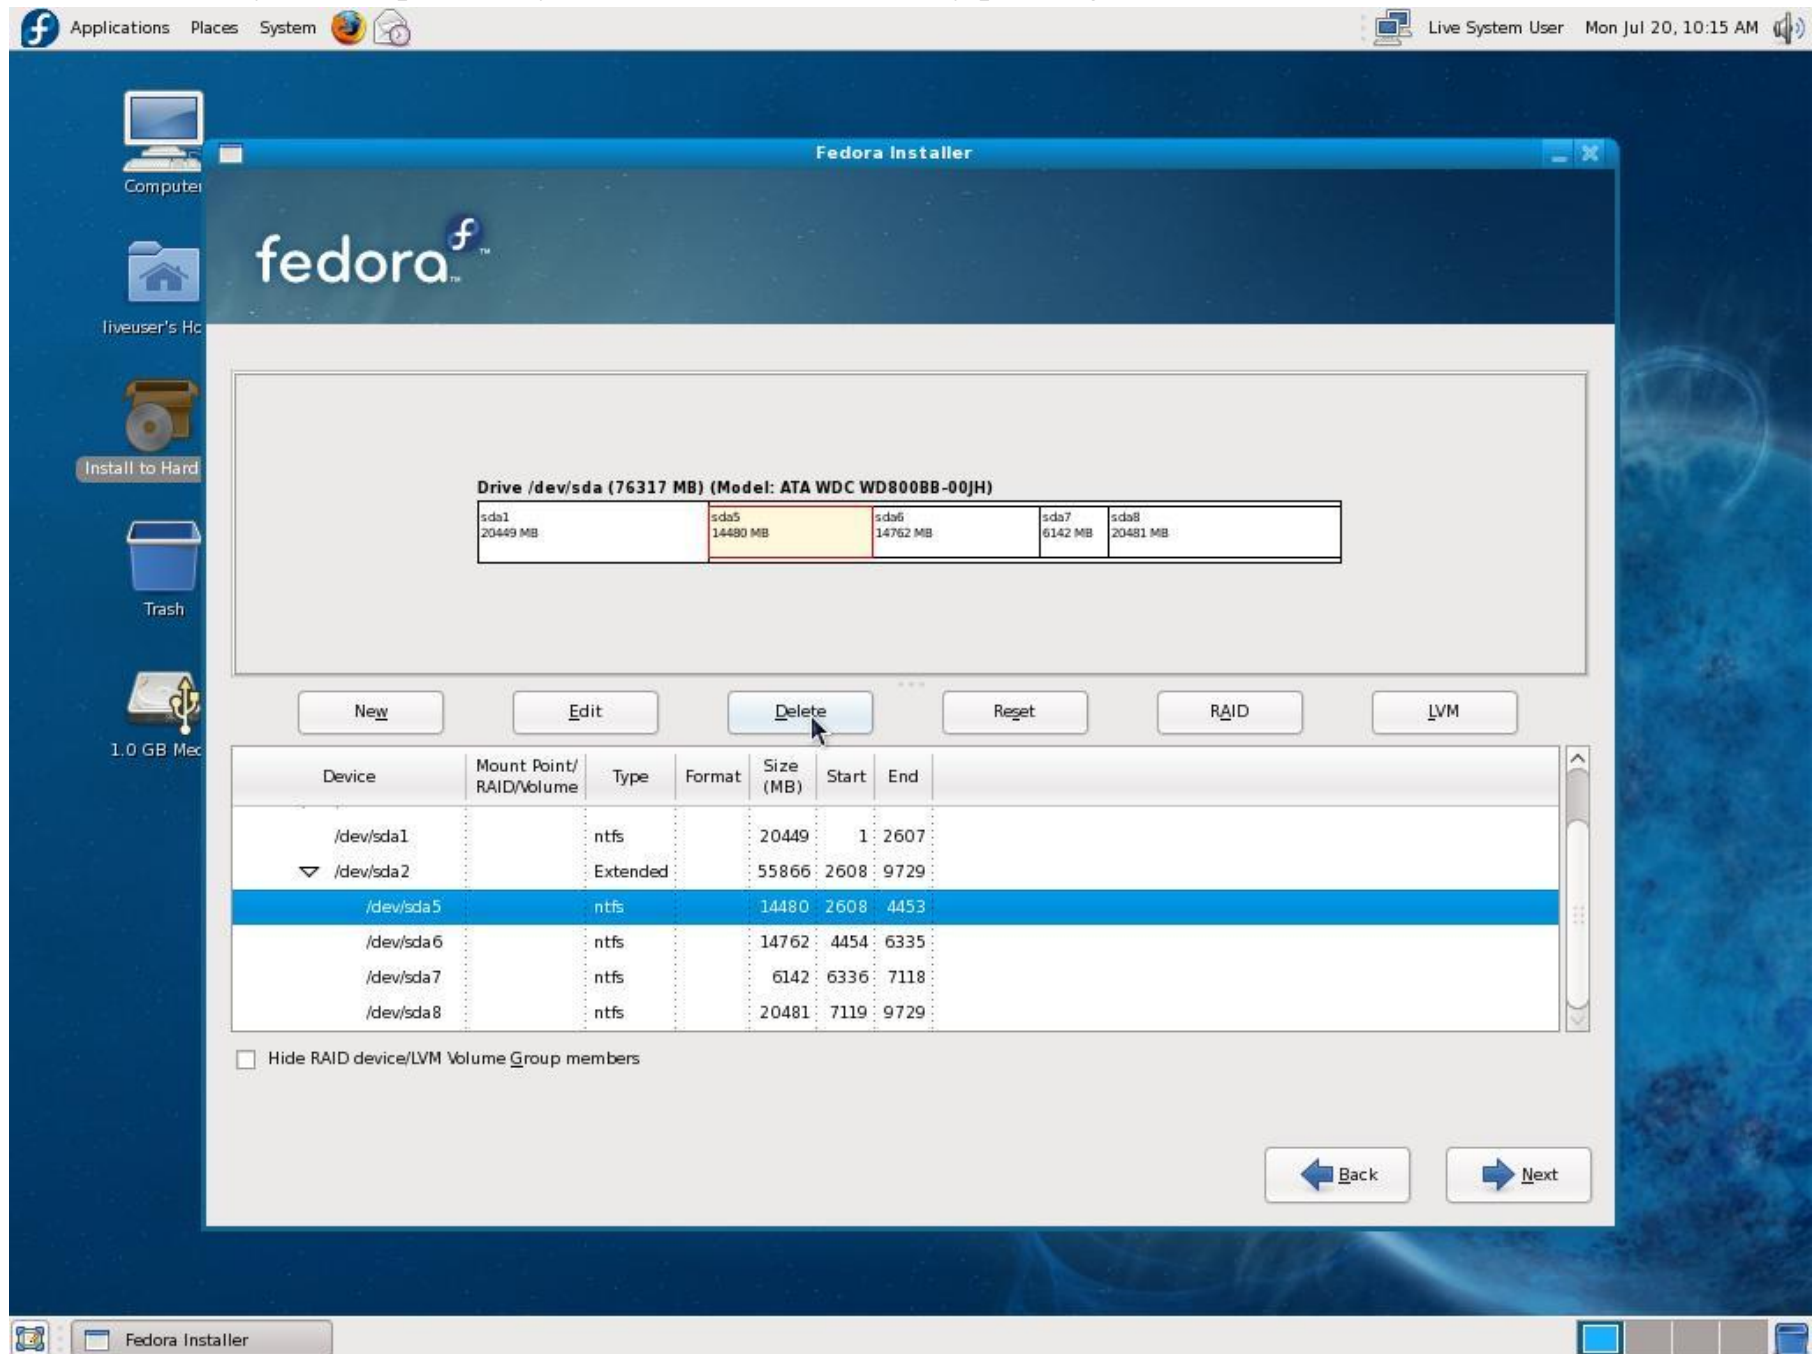 Applications Places System
Live System User Mon Jul 20, 10:15 AM
Computer
liveuser's Ho
Install to Hard
Trash
1.0 GB Med
Fedora Installer
fedora
Drive /dev/sda (76317 MB) (Model: ATA WDC WD800BB-00JH)
sda1 sda5 sda6 sda7 sda8
20449 MB 14480 MB 14762 MB 6142 MB 20481 MB
New Edit Delete Reset RAID LVM
Device Mount Point/ RAID/Volume Type Format Size (MB) Start End
/dev/sda1 ntfs 20449 1 2607
/dev/sda2 Extended 55866 2608 9729
/dev/sda5 ntfs 14480 2608 4453
/dev/sda6 ntfs 14762 4454 6335
/dev/sda7 ntfs 6142 6336 7118
/dev/sda8 ntfs 20481 7119 9729
Hide RAID device/LVM Volume Group members
Back Next
Fedora Installer